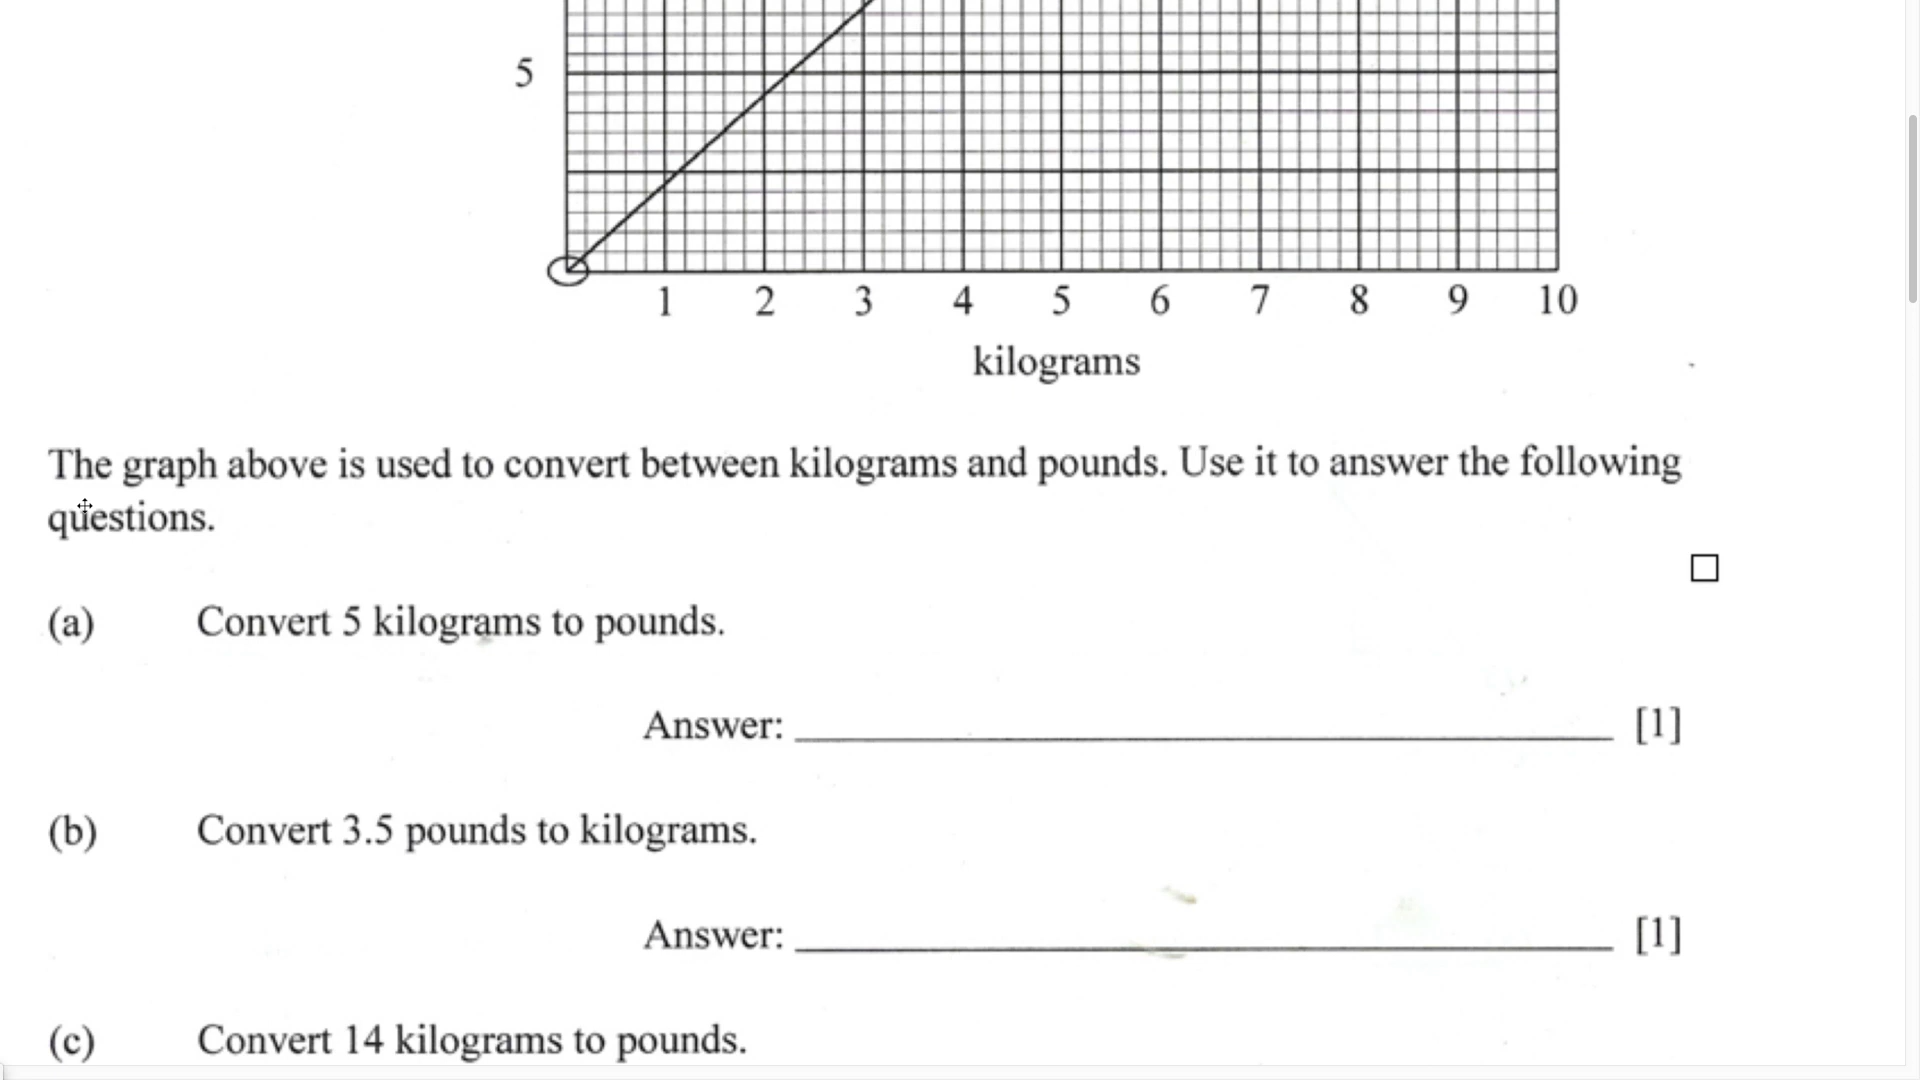 5
1 2 3 4 5 6 7 8 9 10
kilograms
The graph above is used to convert between kilograms and pounds. Use it to answer the following
questions.
(a) Convert 5 kilograms to pounds.
Answer: [1]
(b) Convert 3.5 pounds to kilograms.
Answer: [1]
(c) Convert 14 kilograms to pounds.